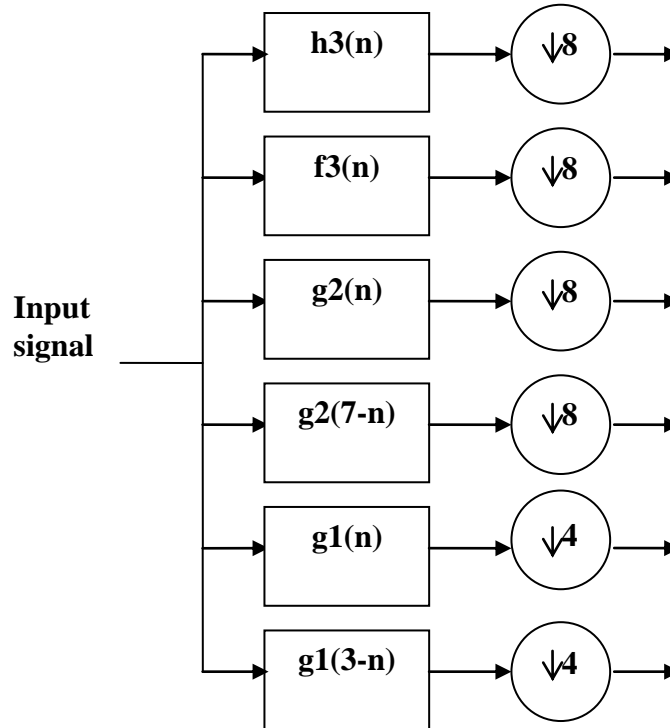 h3(n)
↓8
f3(n)
↓8
g2(n)
↓8
Input
signal
g2(7-n)
↓8
g1(n)
↓4
g1(3-n)
↓4